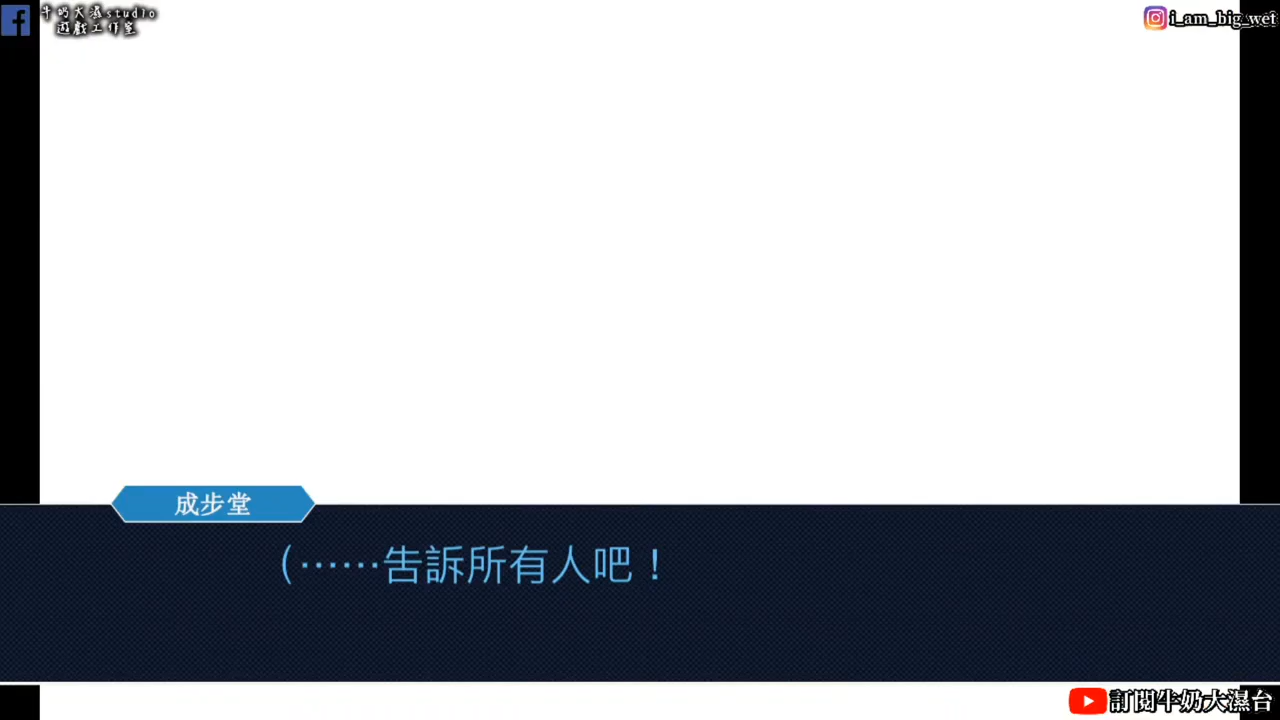 牛奶大濕studio
遊戲工作室
i_am_big_wet
成步堂
(……告訴所有人吧！
訂閱牛奶大濕台